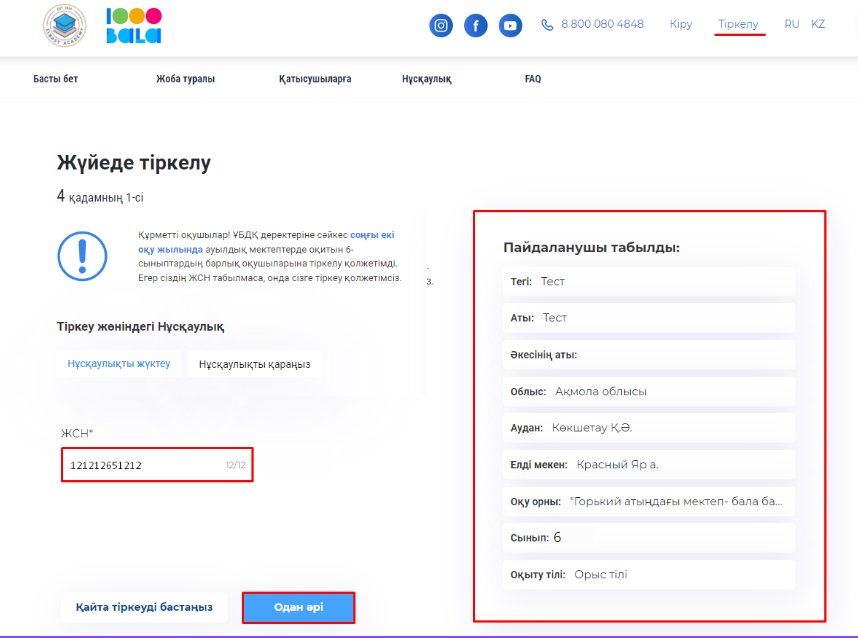 1000
bala
8 800 080 4848
Кіру
Тіркелу
RU
KZ
Басты бет
Жоба туралы
Қатысушыларға
Нұсқаулық
FAQ
Жүйеде тіркелу
4 қадамның 1-сі
Құрметті оқушылар! ҰБДҚ деректеріне сәйкес соңғы екі
оқу жылында ауылдық мектептерде оқитын 6-
сыныптардың барлық оқушыларына тіркелу қолжетімді.
Егер сіздің ЖСН табылмаса, онда сізге тіркеу қолжетімсіз.
з.
Тіркеу жөніндегі Нұсқаулық
Нұсқаулықты жүктеу
Нұсқаулықты қараңыз
ЖСН*
121212651212
12/12
Қайта тіркеуді бастаңыз
Одан әрі
Пайдаланушы табылды:
Тегі: Тест
Аты: Тест
Әкесінің аты:
Облыс: Ақмола облысы
Аудан: Көкшетау Қ.Ә.
Елді мекен: Красный Яр а.
Оқу орны: "Горький атындағы мектеп- бала ба...
Сынып: 6
Оқыту тілі: Орыс тілі